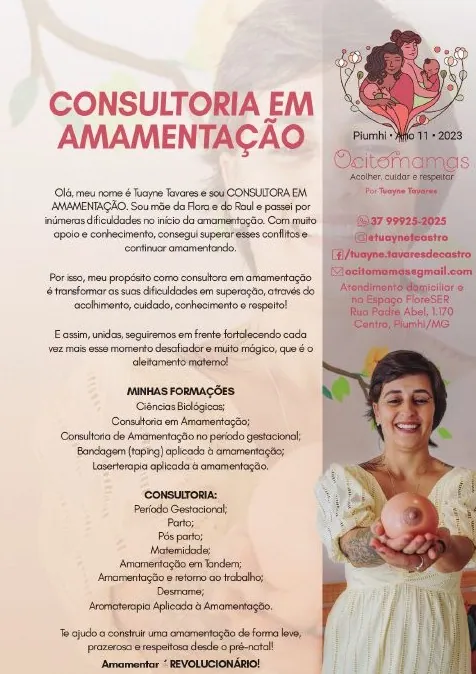 CONSULTORIA EM
AMAMENTAÇÃO
Olá, meu nome é Tuayne Tavares e sou CONSULTORA EM
AMAMENTAÇÃO. Sou mãe da Flora e do Raul e passei por
inúmeras dificuldades no início da amamentação. Com muito
apoio e conhecimento, consegui superar esses conflitos e
continuar amamentando.
Por isso, meu propósito como consultora em amamentação
é transformar as suas dificuldades em superação, através do
acolhimento, cuidado, conhecimento e respeito!
E assim, unidas, seguiremos em frente fortalecendo cada
vez mais esse momento desafiador e muito mágico, que é o
aleitamento materno!
MINHAS FORMAÇÕES
Ciências Biológicas;
Consultoria em Amamentação;
Consultoria de Amamentação no período gestacional;
Bandagem (taping) aplicada à amamentação;
Laserterapia aplicada à amamentação.
CONSULTORIA:
Período Gestacional;
Parto;
Pós parto;
Maternidade;
Amamentação em Tandem;
Amamentação e retorno ao trabalho;
Desmame;
Aromaterapia Aplicada à Amamentação.
Te ajudo a construir uma amamentação de forma leve,
prazerosa e respeitosa desde o pré-natal!
Amamentar ´ REVOLUCIONÁRIO!
Piumhi • Ano 11 • 2023
Ocitomamas
Acolher, cuidar e respeitar
Por Tuayne Tavares
37 99925-2025
@tuaynetcastro
/tuayne.tavaresdecastro
ocitomamas@gmail.com
Atendimento domiciliar e
no Espaço FloreSER
Rua Padre Abel, 1.170
Centro, Piumhi/MG